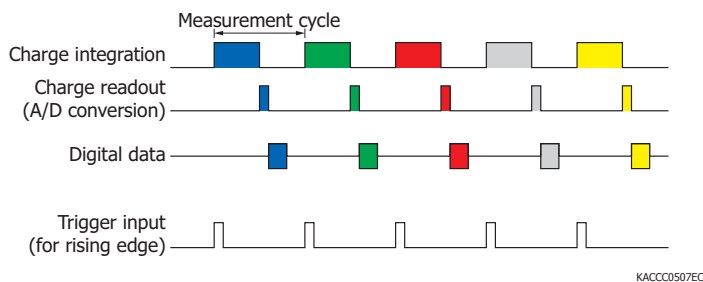 Measurement cycle
Charge integration
Charge readout
(A/D conversion)
Digital data
Trigger input
(for rising edge)
KACCC0507EC